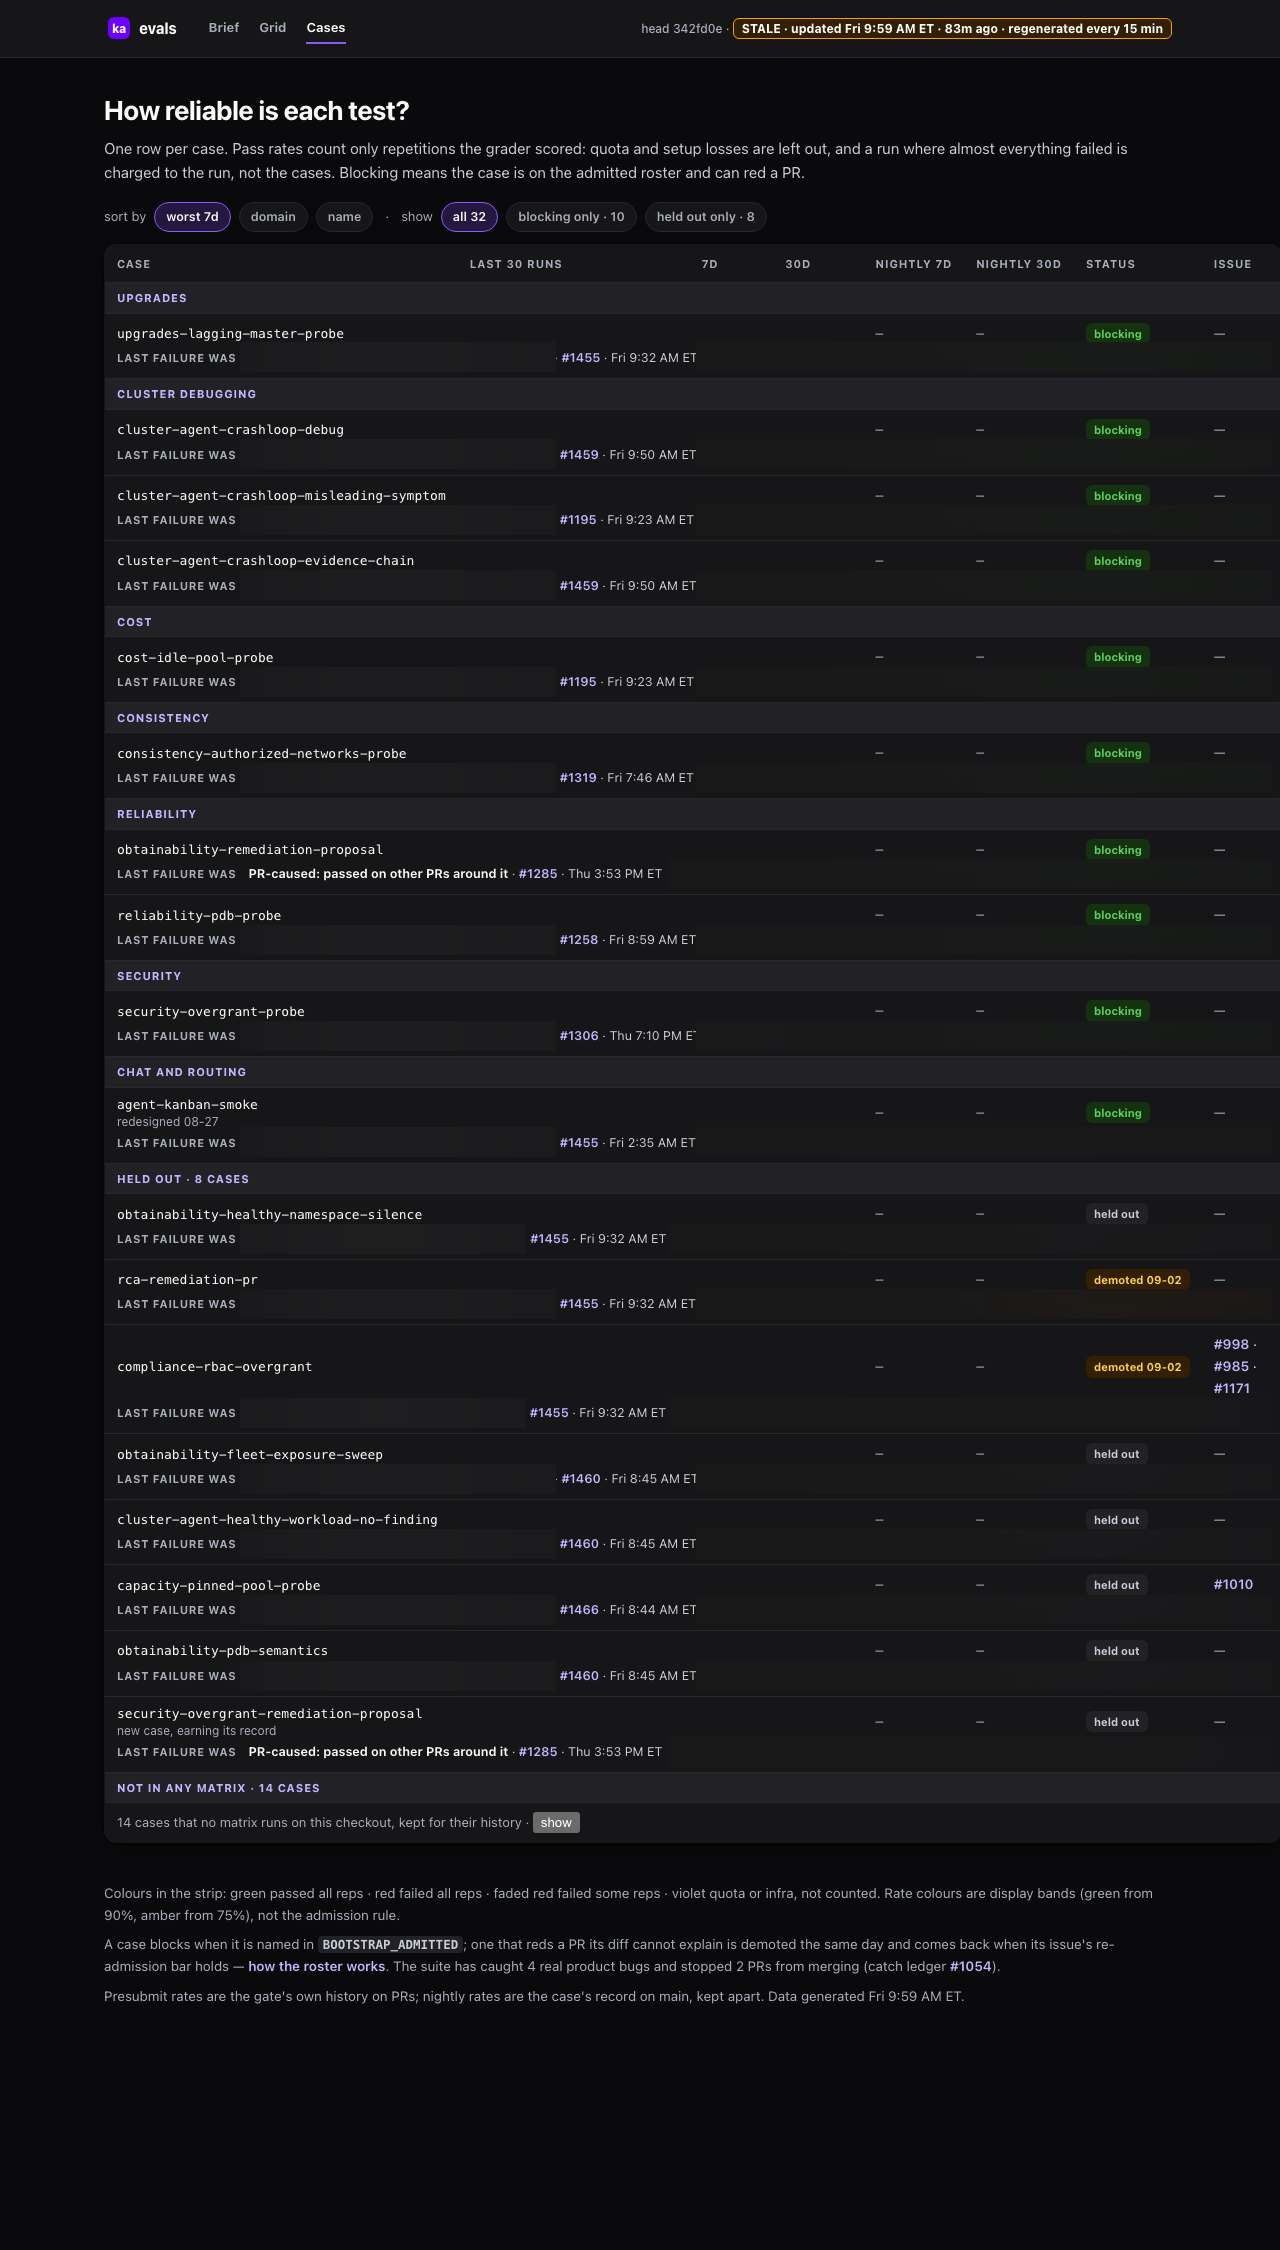 ka evals Brief Grid Cases head 342fd0e · STALE · updated Fri 9:59 AM ET · 83m ago · regenerated every 15 min
How reliable is each test?
One row per case. Pass rates count only repetitions the grader scored: quota and setup losses are left out, and a run where almost everything failed is
charged to the run, not the cases. Blocking means the case is on the admitted roster and can red a PR.
sort by worst 7d domain name · show all 32 blocking only · 10 held out only · 8
CASE LAST 30 RUNS 7D 30D NIGHTLY 7D NIGHTLY 30D STATUS ISSUE
UPGRADES
upgrades-lagging-master-probe — — blocking —
LAST FAILURE WAS · #1455 · Fri 9:32 AM ET
CLUSTER DEBUGGING
cluster-agent-crashloop-debug — — blocking —
LAST FAILURE WAS #1459 · Fri 9:50 AM ET
cluster-agent-crashloop-misleading-symptom — — blocking —
LAST FAILURE WAS #1195 · Fri 9:23 AM ET
cluster-agent-crashloop-evidence-chain — — blocking —
LAST FAILURE WAS #1459 · Fri 9:50 AM ET
COST
cost-idle-pool-probe — — blocking —
LAST FAILURE WAS #1195 · Fri 9:23 AM ET
CONSISTENCY
consistency-authorized-networks-probe — — blocking —
LAST FAILURE WAS #1319 · Fri 7:46 AM ET
RELIABILITY
obtainability-remediation-proposal — — blocking —
LAST FAILURE WAS PR-caused: passed on other PRs around it · #1285 · Thu 3:53 PM ET
reliability-pdb-probe — — blocking —
LAST FAILURE WAS #1258 · Fri 8:59 AM ET
SECURITY
security-overgrant-probe — — blocking —
LAST FAILURE WAS #1306 · Thu 7:10 PM ET
CHAT AND ROUTING
agent-kanban-smoke — — blocking —
redesigned 08-27
LAST FAILURE WAS #1455 · Fri 2:35 AM ET
HELD OUT · 8 CASES
obtainability-healthy-namespace-silence — — held out —
LAST FAILURE WAS #1455 · Fri 9:32 AM ET
rca-remediation-pr — — demoted 09-02 —
LAST FAILURE WAS #1455 · Fri 9:32 AM ET
compliance-rbac-overgrant — — demoted 09-02 #998 ·
#985 ·
#1171
LAST FAILURE WAS #1455 · Fri 9:32 AM ET
obtainability-fleet-exposure-sweep — — held out —
LAST FAILURE WAS · #1460 · Fri 8:45 AM ET
cluster-agent-healthy-workload-no-finding — — held out —
LAST FAILURE WAS #1460 · Fri 8:45 AM ET
capacity-pinned-pool-probe — — held out #1010
LAST FAILURE WAS #1466 · Fri 8:44 AM ET
obtainability-pdb-semantics — — held out —
LAST FAILURE WAS #1460 · Fri 8:45 AM ET
security-overgrant-remediation-proposal — — held out —
new case, earning its record
LAST FAILURE WAS PR-caused: passed on other PRs around it · #1285 · Thu 3:53 PM ET
NOT IN ANY MATRIX · 14 CASES
14 cases that no matrix runs on this checkout, kept for their history · show
Colours in the strip: green passed all reps · red failed all reps · faded red failed some reps · violet quota or infra, not counted. Rate colours are display bands (green from
90%, amber from 75%), not the admission rule.
A case blocks when it is named in BOOTSTRAP_ADMITTED; one that reds a PR its diff cannot explain is demoted the same day and comes back when its issue's re-
admission bar holds — how the roster works. The suite has caught 4 real product bugs and stopped 2 PRs from merging (catch ledger #1054).
Presubmit rates are the gate's own history on PRs; nightly rates are the case's record on main, kept apart. Data generated Fri 9:59 AM ET.